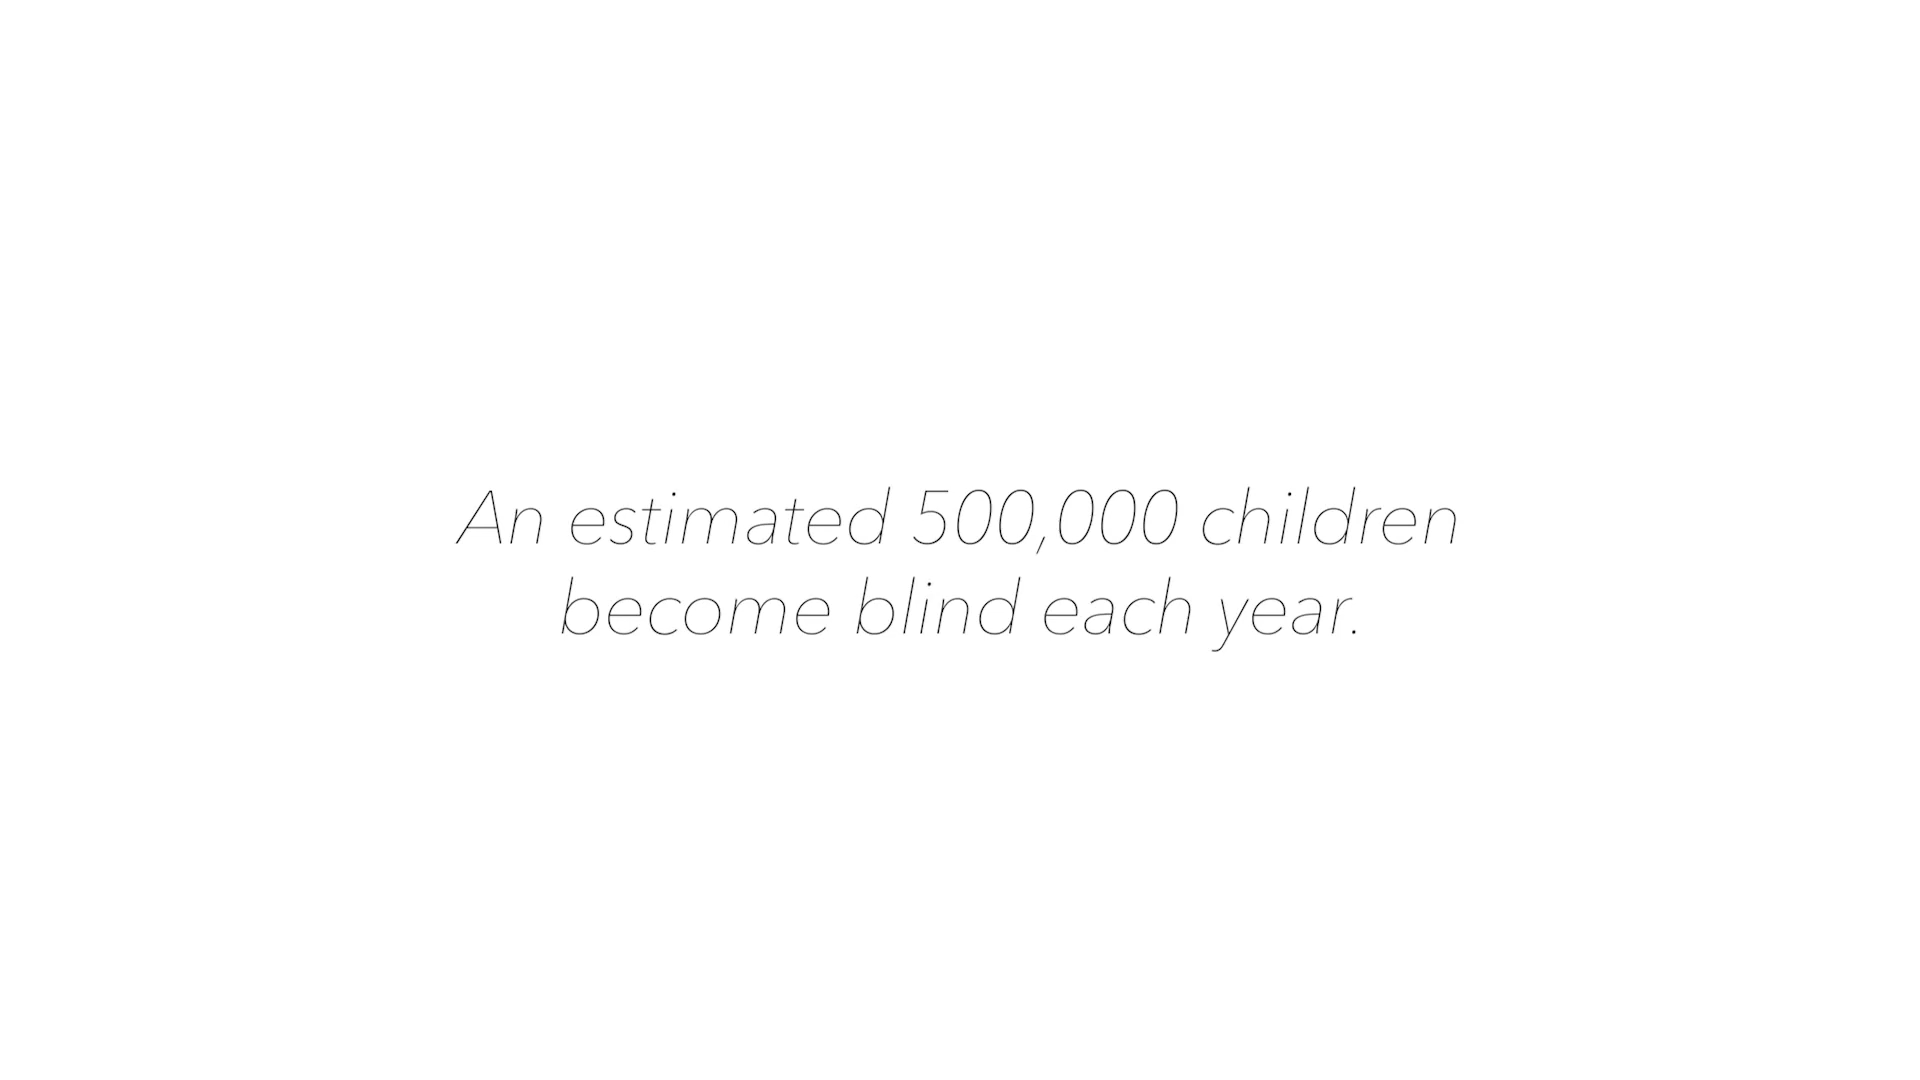 An estimated 500,000 children
become blind each year.